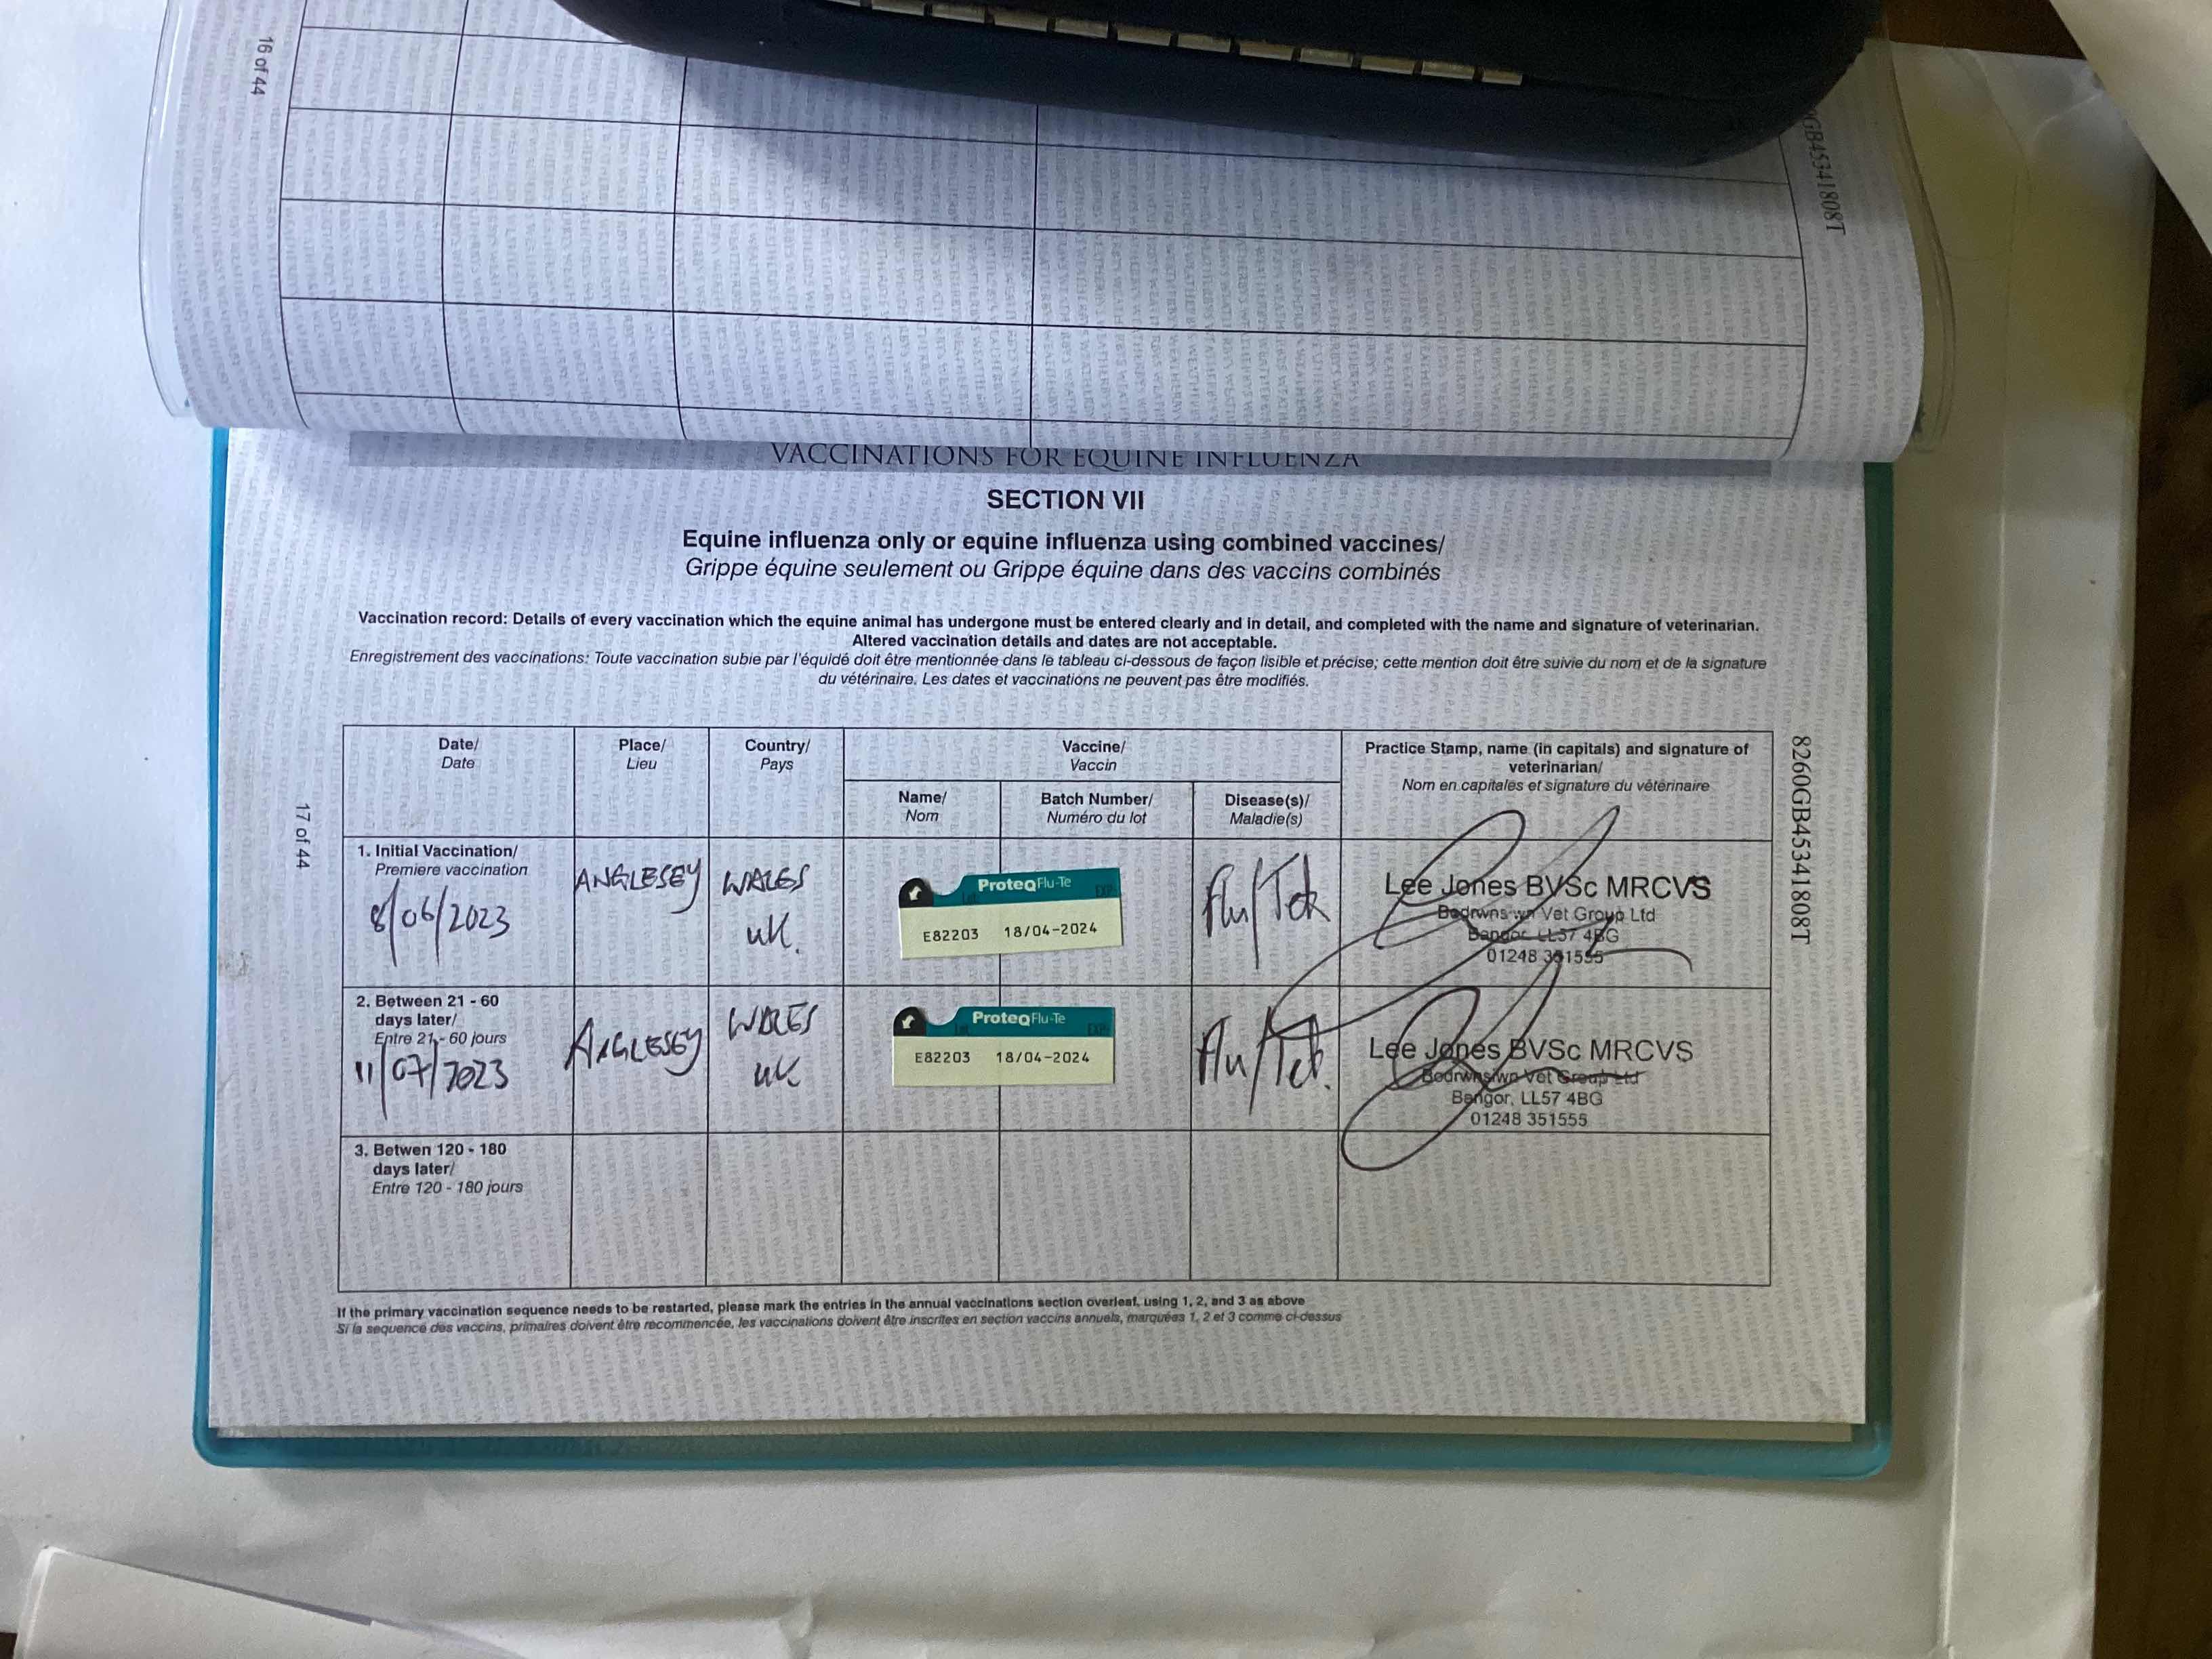 16 of 44
GB45341808T
VACCINATIONS FOR EQUINE INFLUENZA
SECTION VII
Equine influenza only or equine influenza using combined vaccines/
Grippe équine seulement ou Grippe équine dans des vaccins combinés
Vaccination record: Details of every vaccination which the equine animal has undergone must be entered clearly and in detail, and completed with the name and signature of veterinarian.
Altered vaccination details and dates are not acceptable.
Enregistrement des vaccinations: Toute vaccination subie par l'équidé doit être mentionnée dans le tableau ci-dessous de façon lisible et précise; cette mention doit être suivie du nom et de la signature
du vétérinaire. Les dates et vaccinations ne peuvent pas être modifiés.
Date/
Date
Place/
Lieu
Country/
Pays
Vaccine/
Vaccin
Name/
Nom
Batch Number/
Numéro du lot
Disease(s)/
Maladie(s)
Practice Stamp, name (in capitals) and signature of
veterinarian/
Nom en capitales et signature du vétérinaire
1. Initial Vaccination/
Premiere vaccination
8/06/2023
ANGLESEY
WALES
UK.
ProteqFlu-Te
EXP:
E82203 18/04-2024
Flu/Tet
Lee Jones BVSc MRCVS
Vet Group Ltd
Bangor, LL57 4BG
01248 351555
2. Between 21 - 60
days later/
Entre 21 - 60 jours
11/07/2023
ANGLESEY
WALES
UK
ProteqFlu-Te
EXP:
E82203 18/04-2024
Flu/Tet.
Lee Jones BVSc MRCVS
Vet Group Ltd
Bangor, LL57 4BG
01248 351555
3. Betwen 120 - 180
days later/
Entre 120 - 180 jours
If the primary vaccination sequence needs to be restarted, please mark the entries in the annual vaccinations section overleaf, using 1, 2, and 3 as above
Si la sequence des vaccins, primaires doivent être recommencée, les vaccinations doivent être inscrites en section vaccins annuels, marquées 1, 2 et 3 comme ci-dessus
17 of 44
8260GB45341808T